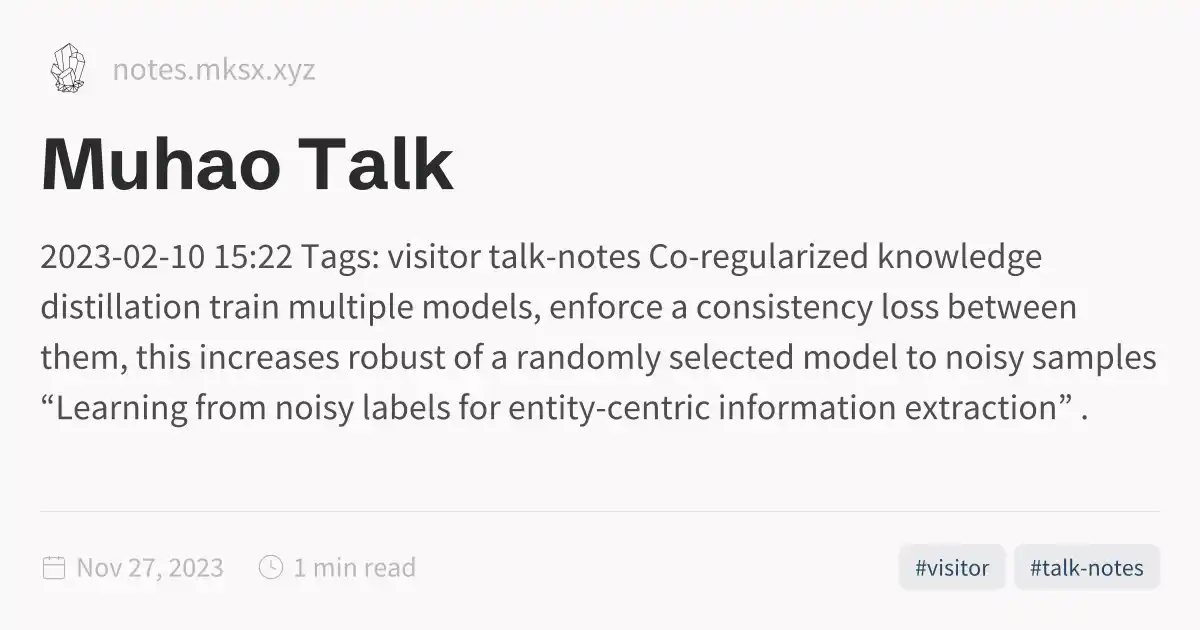 notes.mksx.xyz
Muhao Talk
2023-02-10 15:22 Tags: visitor talk-notes Co-regularized knowledge
distillation train multiple models, enforce a consistency loss between
them, this increases robust of a randomly selected model to noisy samples
“Learning from noisy labels for entity-centric information extraction” .
Nov 27, 2023 1 min read #visitor #talk-notes